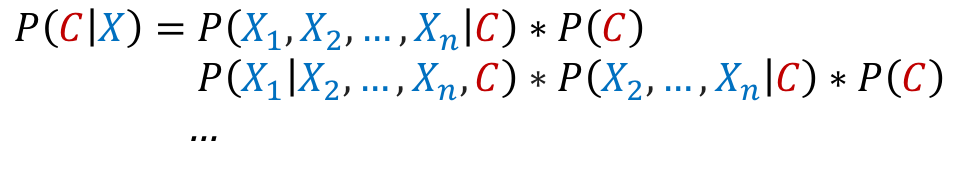 P(C|X) = P(X₁, X₂, … , Xₙ|C) ∗ P(C)
P(X₁|X₂, … , Xₙ, C) ∗ P(X₂, … , Xₙ|C) ∗ P(C)
…